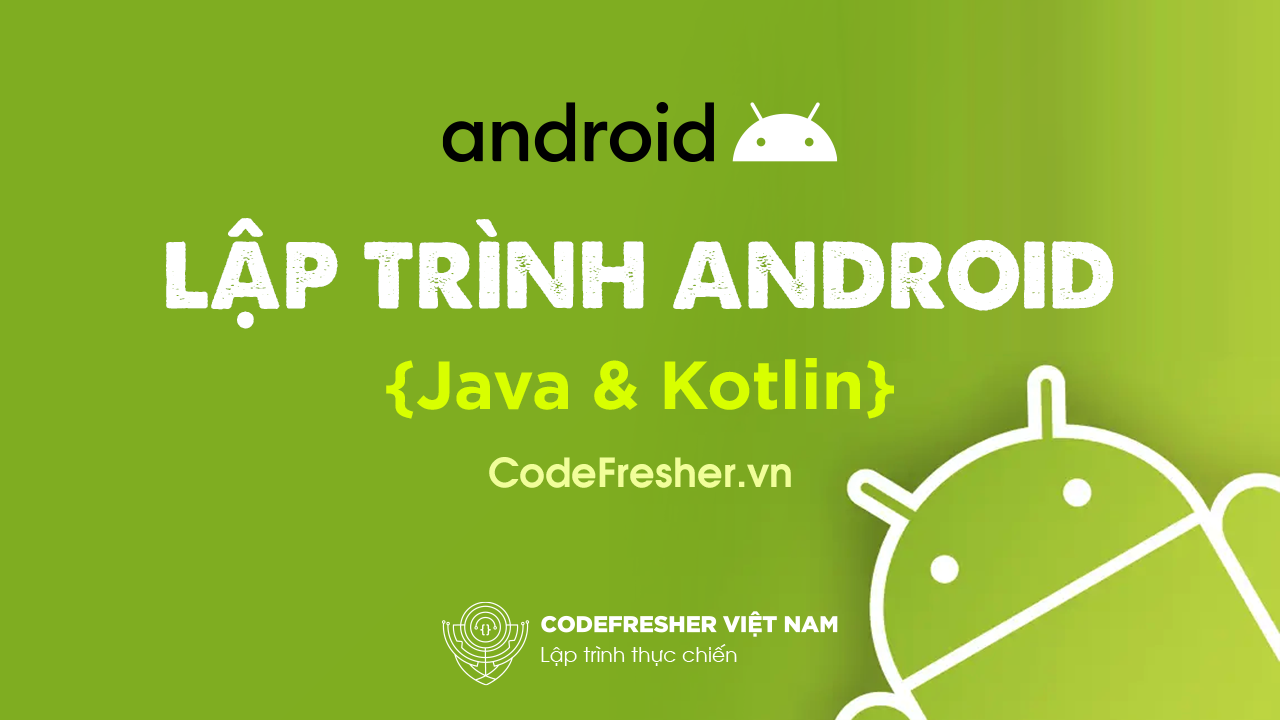 android
LẬP TRÌNH ANDROID
{Java & Kotlin}
CodeFresher.vn
{}
CODEFRESHER VIỆT NAM
Lập trình thực chiến